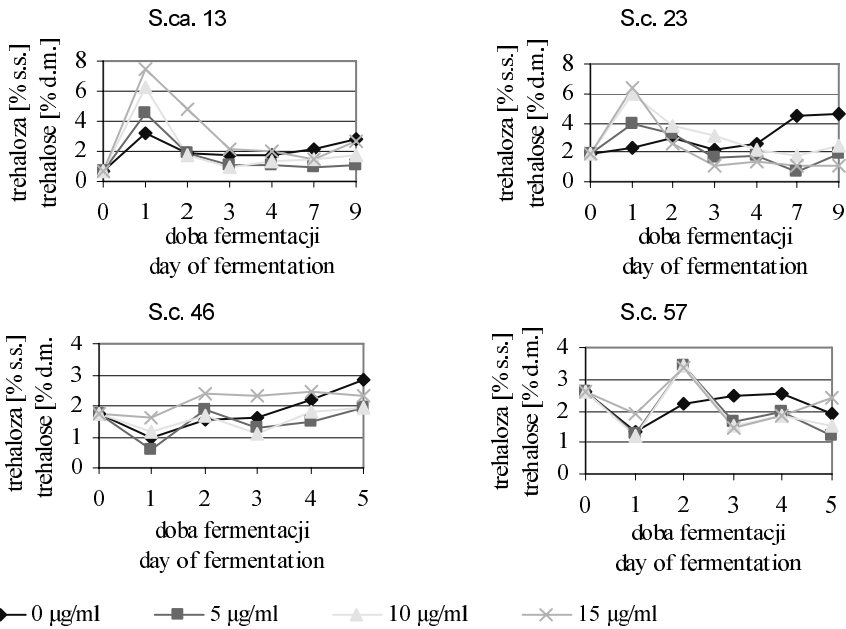 S.ca. 13
trehaloza [% s.s.]
trehalose [% d.m.]
8
6
4
2
0
0 1 2 3 4 7 9
doba fermentacji
day of fermentation
S.c. 23
trehaloza [% s.s.]
trehalose [% d.m.]
8
6
4
2
0
0 1 2 3 4 7 9
doba fermentacji
day of fermentation
S.c. 46
trehaloza [% s.s.]
trehalose [% d.m.
4
3
2
1
0
0 1 2 3 4 5
doba fermentacji
day of fermentation
S.c. 57
trehaloza [% s.s.]
trehalose [% d.m.]
4
3
2
1
0
0 1 2 3 4 5
doba fermentacji
day of fermentation
0 μg/ml 5 μg/ml 10 μg/ml 15 μg/ml